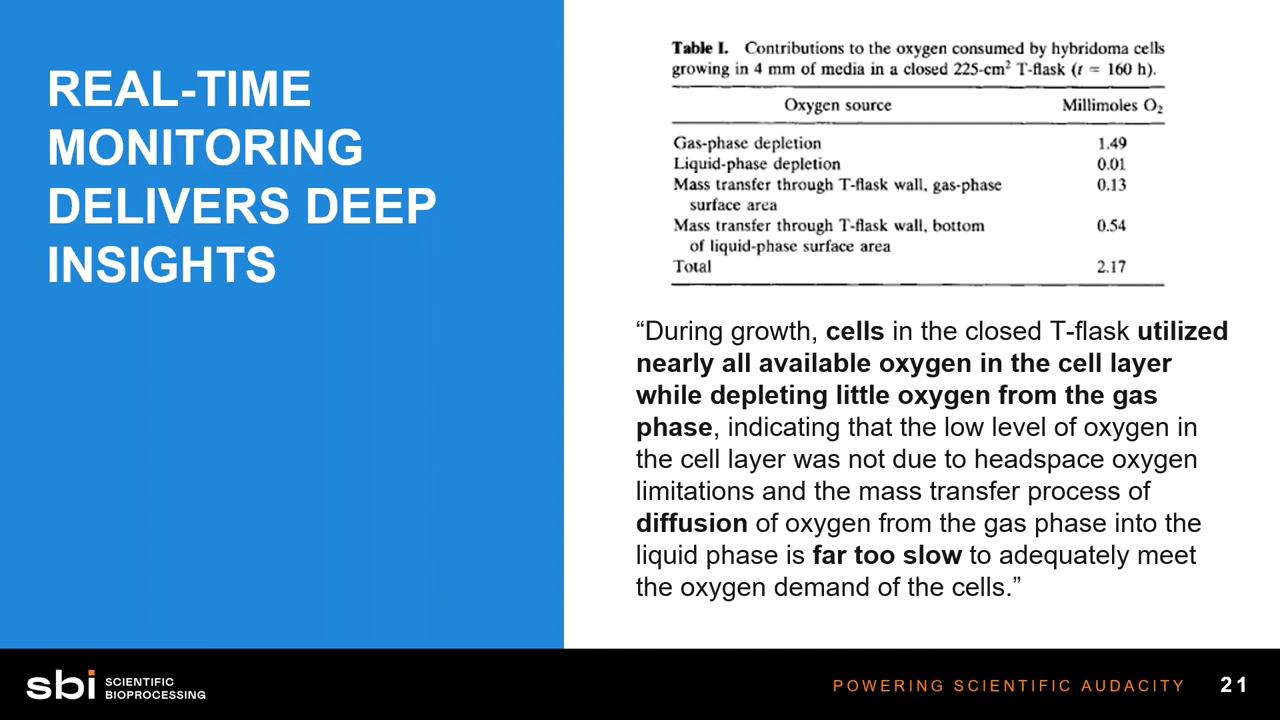 REAL-TIME
MONITORING
DELIVERS DEEP
INSIGHTS
Table I. Contributions to the oxygen consumed by hybridoma cells
growing in 4 mm of media in a closed 225-cm² T-flask (t = 160 h).
Oxygen source Millimoles O₂
Gas-phase depletion 1.49
Liquid-phase depletion 0.01
Mass transfer through T-flask wall, gas-phase 0.13
surface area
Mass transfer through T-flask wall, bottom 0.54
of liquid-phase surface area
Total 2.17
“During growth, cells in the closed T-flask utilized
nearly all available oxygen in the cell layer
while depleting little oxygen from the gas
phase, indicating that the low level of oxygen in
the cell layer was not due to headspace oxygen
limitations and the mass transfer process of
diffusion of oxygen from the gas phase into the
liquid phase is far too slow to adequately meet
the oxygen demand of the cells.”
sbi SCIENTIFIC
BIOPROCESSING
POWERING SCIENTIFIC AUDACITY 21